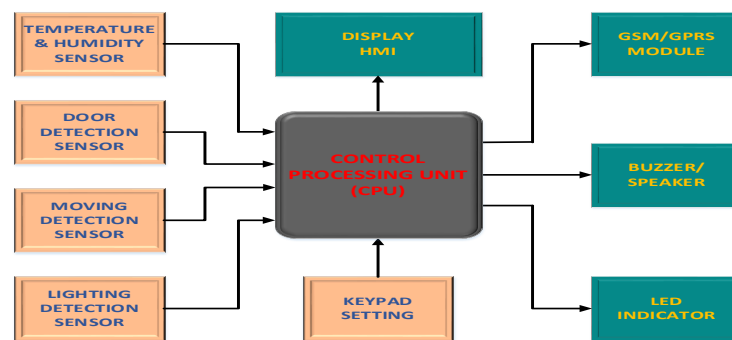 TEMPERATURE
& HUMIDITY
SENSOR
DISPLAY
HMI
GSM/GPRS
MODULE
DOOR
DETECTION
SENSOR
CONTROL
PROCESSING UNIT
(CPU)
BUZZER/
SPEAKER
MOVING
DETECTION
SENSOR
LIGHTING
DETECTION
SENSOR
KEYPAD
SETTING
LED
INDICATOR